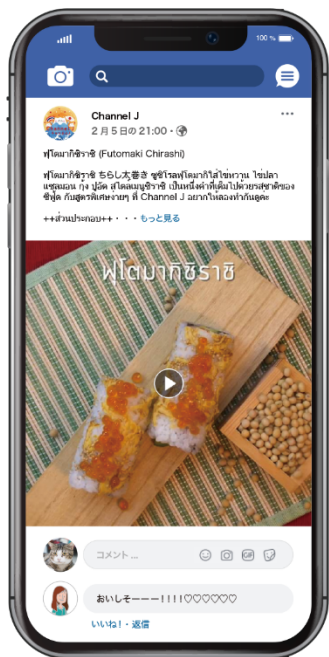 100 %
Channel J
2月5日の 21:00・
ฟุโตมากิชิราชิ (Futomaki Chirashi)
ฟุโตมากิชิราชิ ちらし太巻き ซูชิโรลฟุโตมากิใส่ไข่หวาน ไข่ปลา
แซลมอน กุ้ง ปูอัด สไตลเมนูชิราชิ เป็นหนึ่งคำที่เต็มไปด้วยรสชาติของ
ซีฟู้ด กับสูตรพิเศษง่ายๆ ที่ Channel J อยากให้ลองทำกันดูคะ
++ส่วนประกอบ++・・・もっと見る
ฟุโตมากิชิราชิ
コメント ...
GIF
おいしそーーー！！！！♡♡♡♡♡♡
いいね！・返信